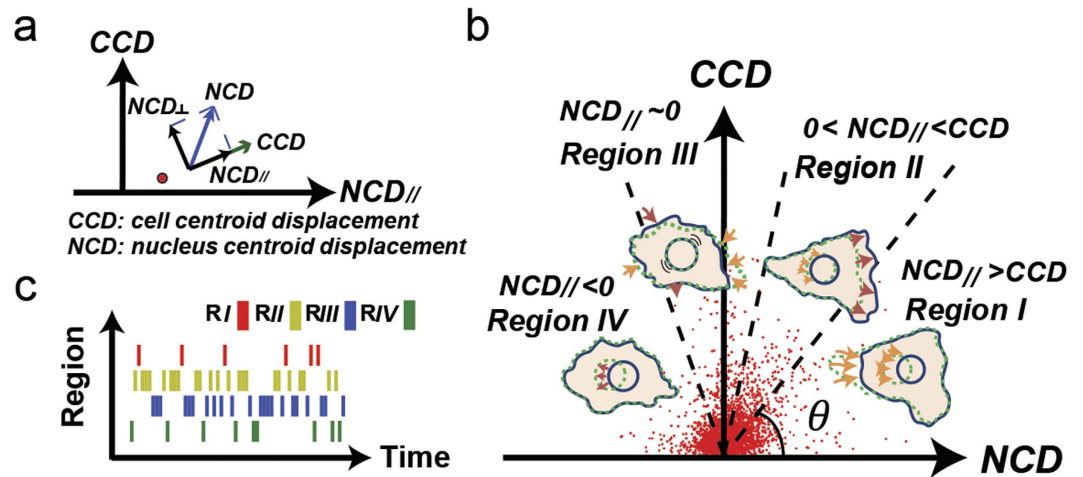 a
CCD
NCD⊥
NCD
CCD
NCD//
NCD//
CCD: cell centroid displacement
NCD: nucleus centroid displacement
b
CCD
NCD// ~0
Region III
0< NCD// <CCD
Region II
NCD// >CCD
Region I
NCD// <0
Region IV
θ
NCD
c
RI RII RIII RIV
Region
Time